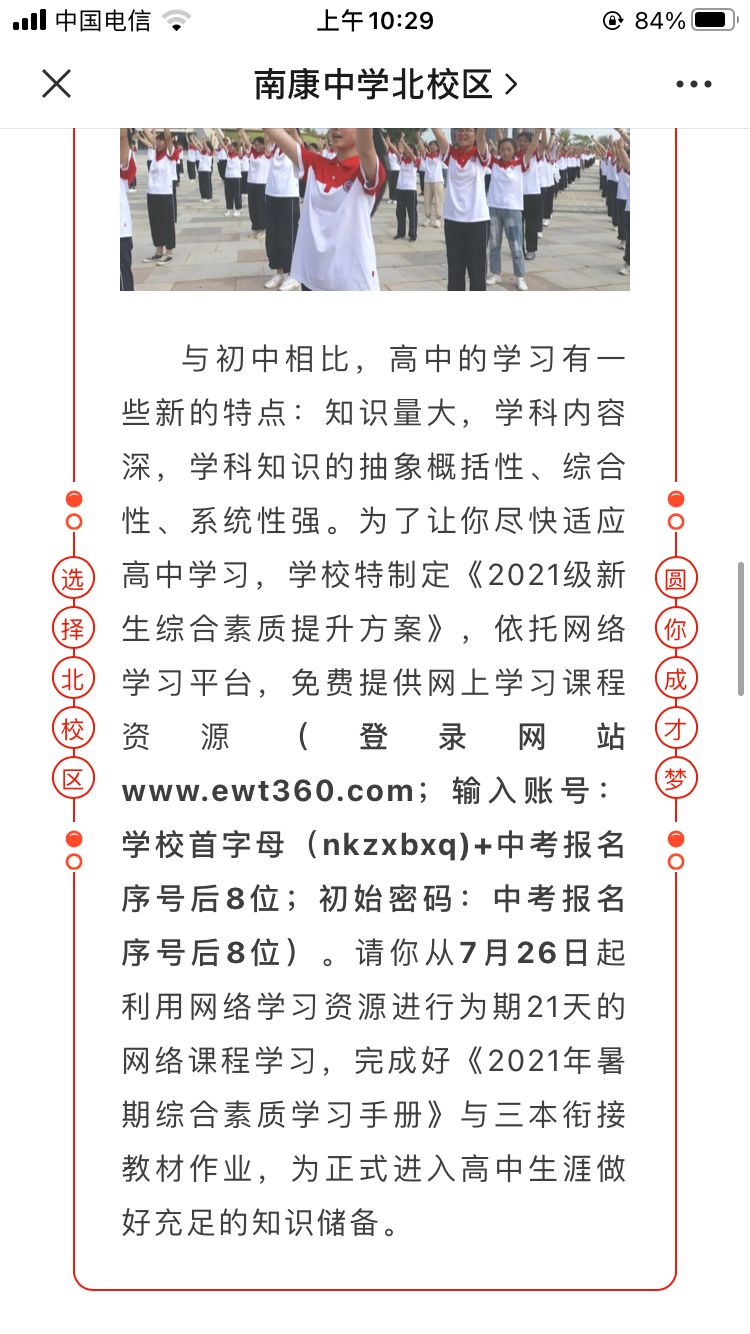 中国电信
上午10:29
84%
南康中学北校区
与初中相比，高中的学习有一
些新的特点：知识量大，学科内容
深，学科知识的抽象概括性、综合
性、系统性强。为了让你尽快适应
高中学习，学校特制定《2021级新
生综合素质提升方案》，依托网络
学习平台，免费提供网上学习课程
资源（登录网站
www.ewt360.com；输入账号：
学校首字母（nkzxbxq)+中考报名
序号后8位；初始密码：中考报名
序号后8位）。请你从7月26日起
利用网络学习资源进行为期21天的
网络课程学习，完成好《2021年暑
期综合素质学习手册》与三本衔接
教材作业，为正式进入高中生涯做
好充足的知识储备。
选择北校区
圆你成才梦